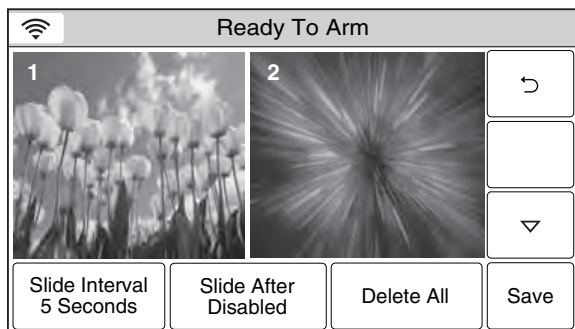 Ready To Arm
1
2
Slide Interval
5 Seconds
Slide After
Disabled
Delete All
Save